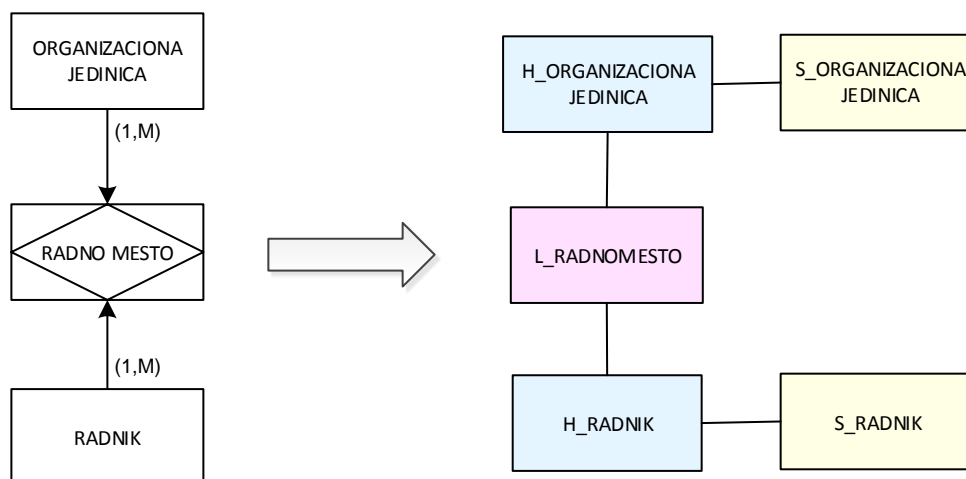 ORGANIZACIONA
JEDINICA
(1,M)
RADNO MESTO
(1,M)
RADNIK
H_ORGANIZACIONA
JEDINICA
S_ORGANIZACIONA
JEDINICA
L_RADNOMESTO
H_RADNIK
S_RADNIK